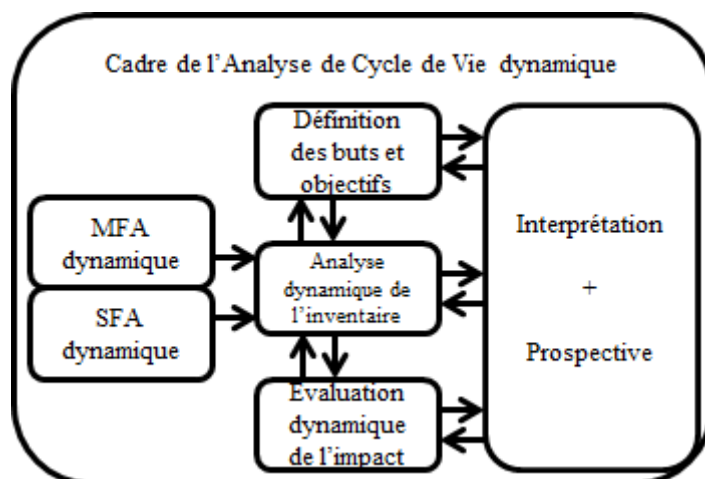 Cadre de l'Analyse de Cycle de Vie dynamique
Définition
des buts et
objectifs
MFA
dynamique
SFA
dynamique
Analyse
dynamique de
l'inventaire
Evaluation
dynamique
de l'impact
Interprétation
+
Prospective